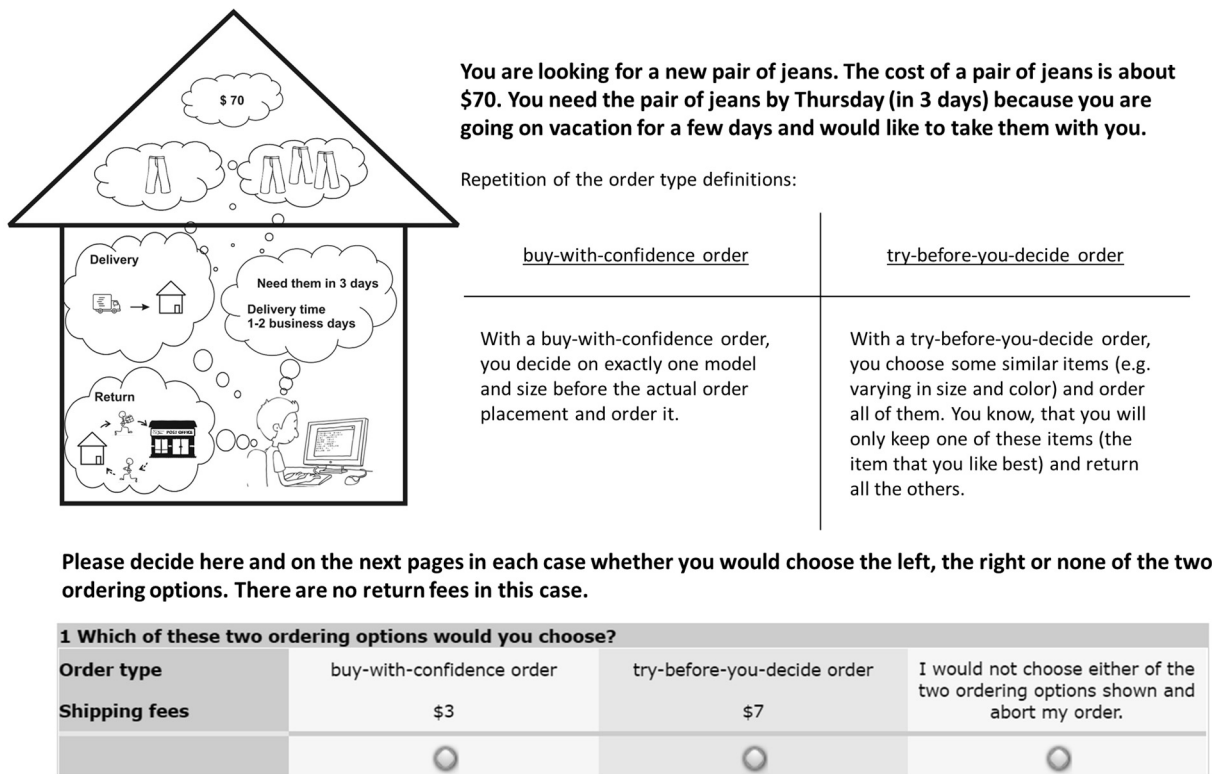 $ 70
Delivery
Need them in 3 days
Delivery time
1-2 business days
Return
POST OFFICE
You are looking for a new pair of jeans. The cost of a pair of jeans is about
$70. You need the pair of jeans by Thursday (in 3 days) because you are
going on vacation for a few days and would like to take them with you.
Repetition of the order type definitions:
buy-with-confidence order
try-before-you-decide order
With a buy-with-confidence order,
you decide on exactly one model
and size before the actual order
placement and order it.
With a try-before-you-decide order,
you choose some similar items (e.g.
varying in size and color) and order
all of them. You know, that you will
only keep one of these items (the
item that you like best) and return
all the others.
Please decide here and on the next pages in each case whether you would choose the left, the right or none of the two
ordering options. There are no return fees in this case.
1 Which of these two ordering options would you choose?
Order type
buy-with-confidence order
try-before-you-decide order
I would not choose either of the
two ordering options shown and
abort my order.
Shipping fees
$3
$7